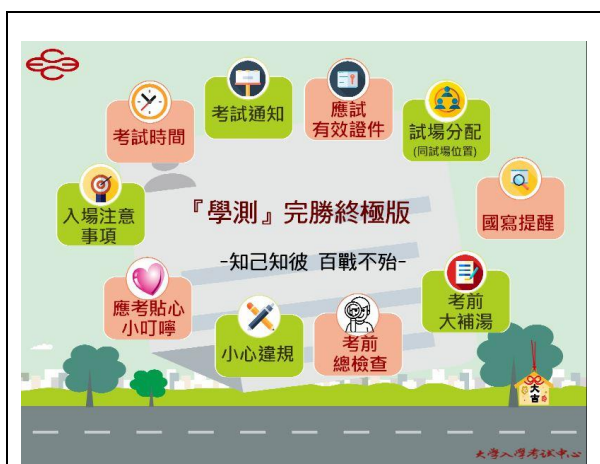 考試時間
考試通知
應試
有效證件
試場分配
(同試場位置)
國寫提醒
入場注意
事項
『學測』完勝終極版
-知己知彼 百戰不殆-
應考貼心
小叮嚀
小心違規
考前
總檢查
考前
大補湯
大吉
大學入學考試中心